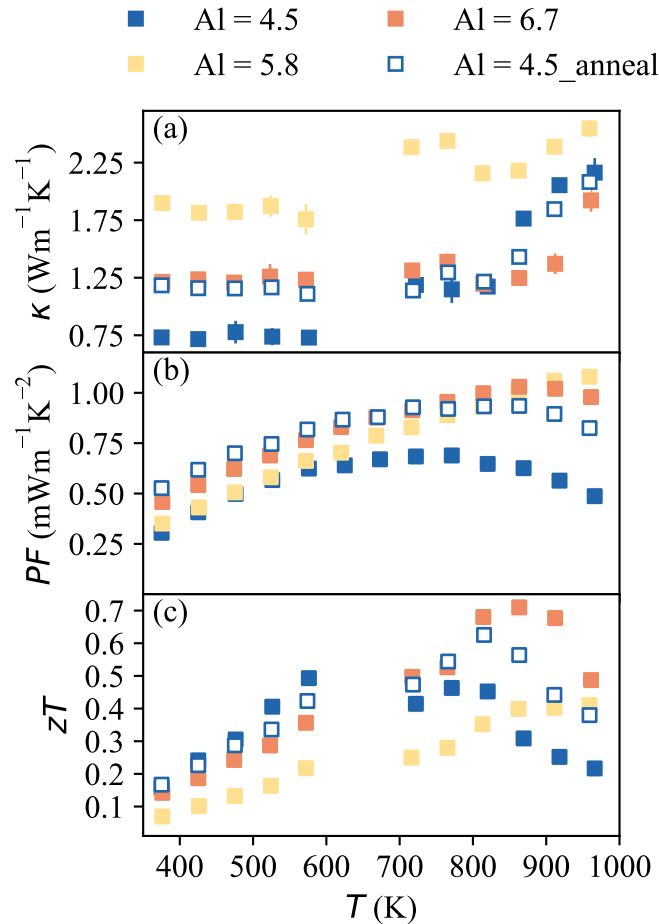 Al = 4.5
Al = 6.7
Al = 5.8
Al = 4.5_anneal
(a)
2.25
1.75
1.25
0.75
κ (Wm⁻¹K⁻¹)
(b)
1.00
0.75
0.50
0.25
PF (mWm⁻¹K⁻²)
(c)
0.7
0.6
0.5
0.4
0.3
0.2
0.1
zT
400 500 600 700 800 900 1000
T (K)